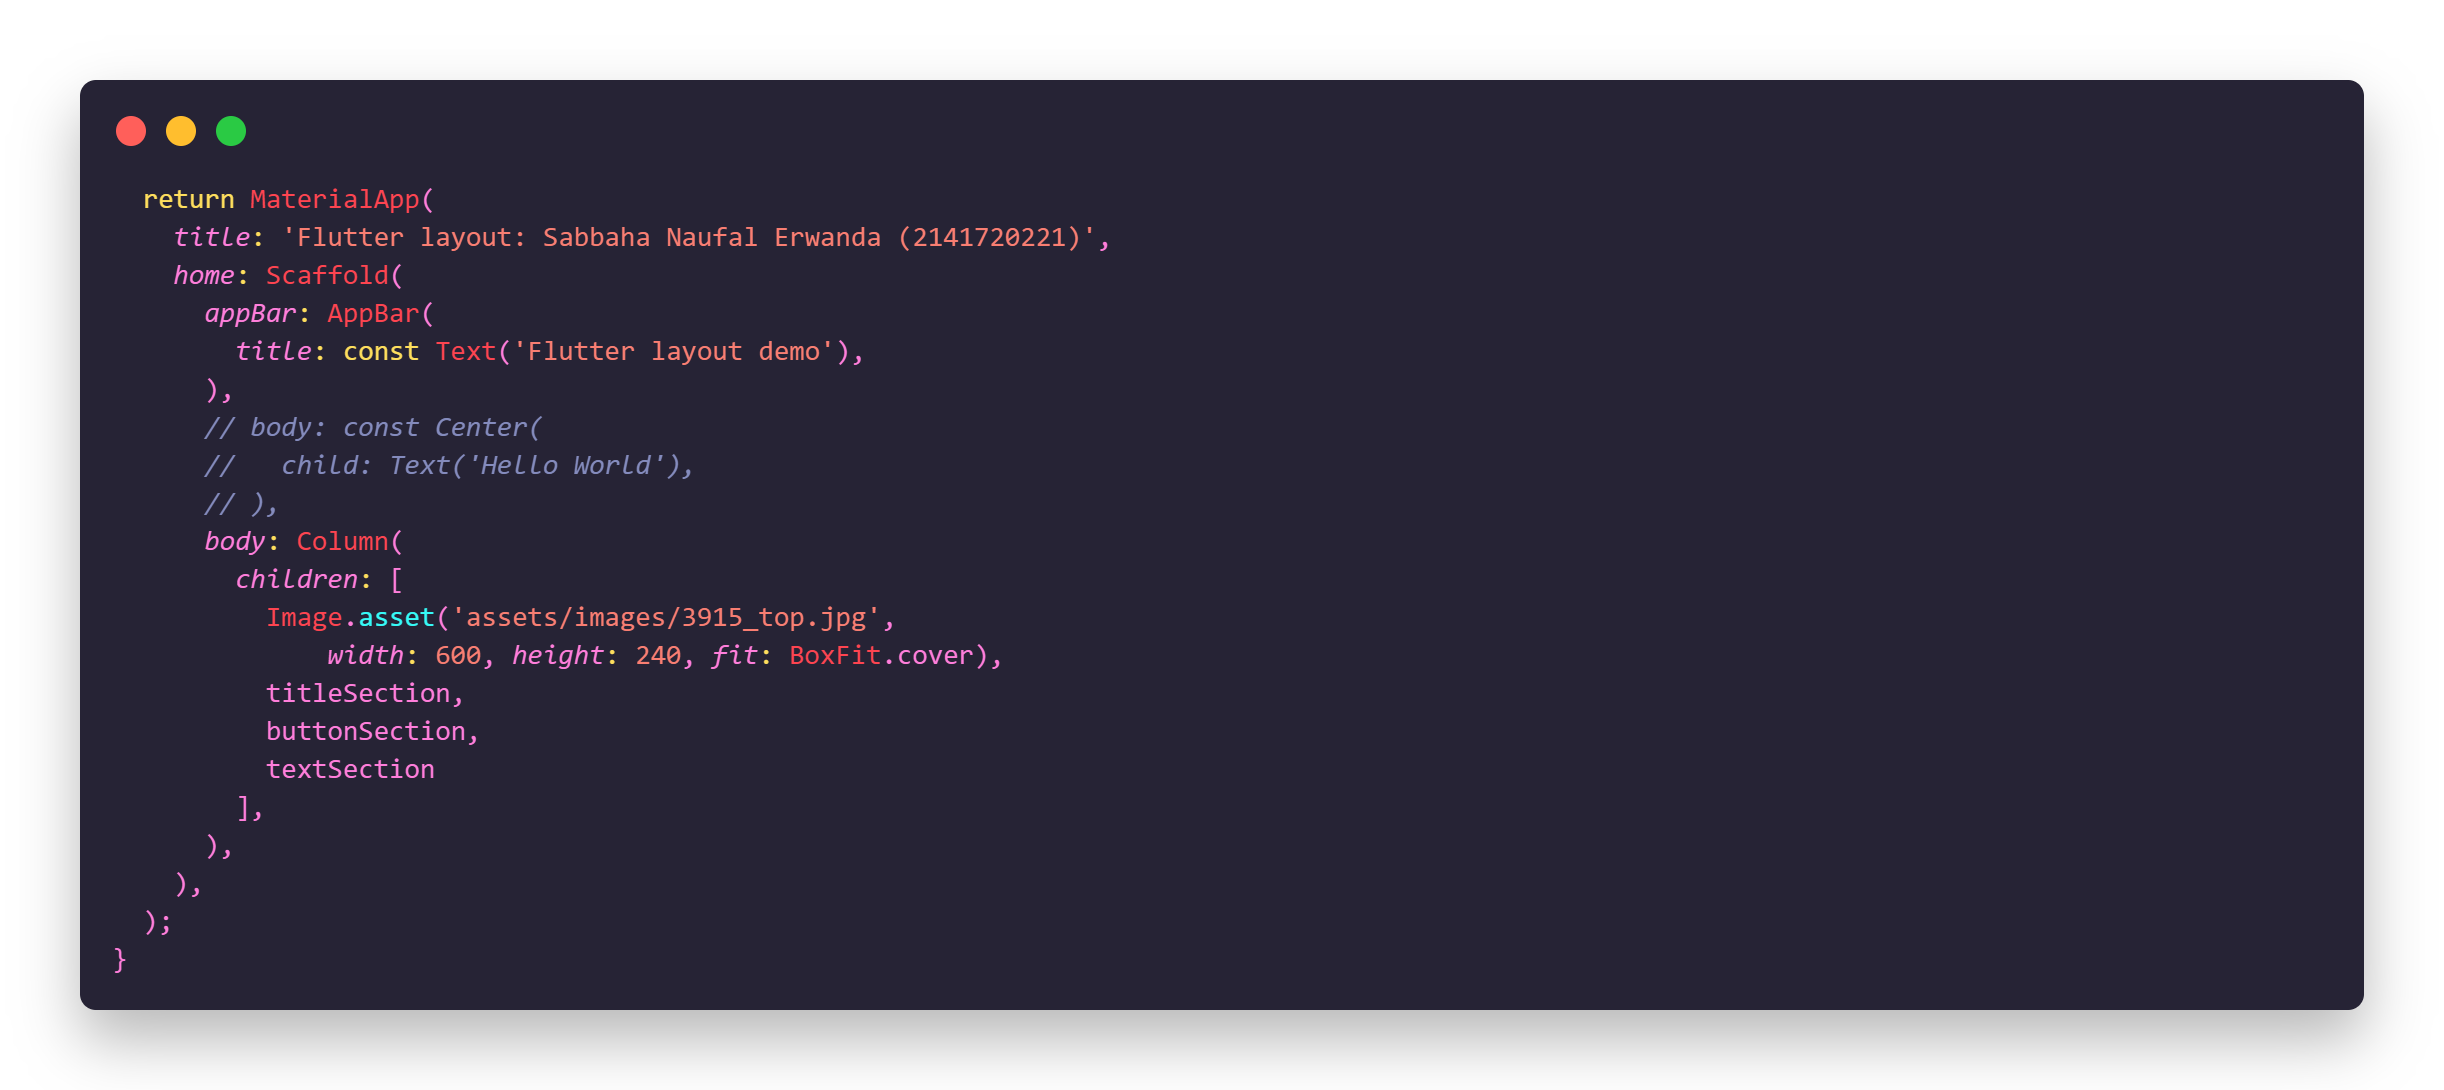 return MaterialApp(
title: 'Flutter layout: Sabbaha Naufal Erwanda (2141720221)',
home: Scaffold(
appBar: AppBar(
title: const Text('Flutter layout demo'),
),
// body: const Center(
//   child: Text('Hello World'),
// ),
body: Column(
children: [
Image.asset('assets/images/3915_top.jpg',
width: 600, height: 240, fit: BoxFit.cover),
titleSection,
buttonSection,
textSection
],
),
),
);
}